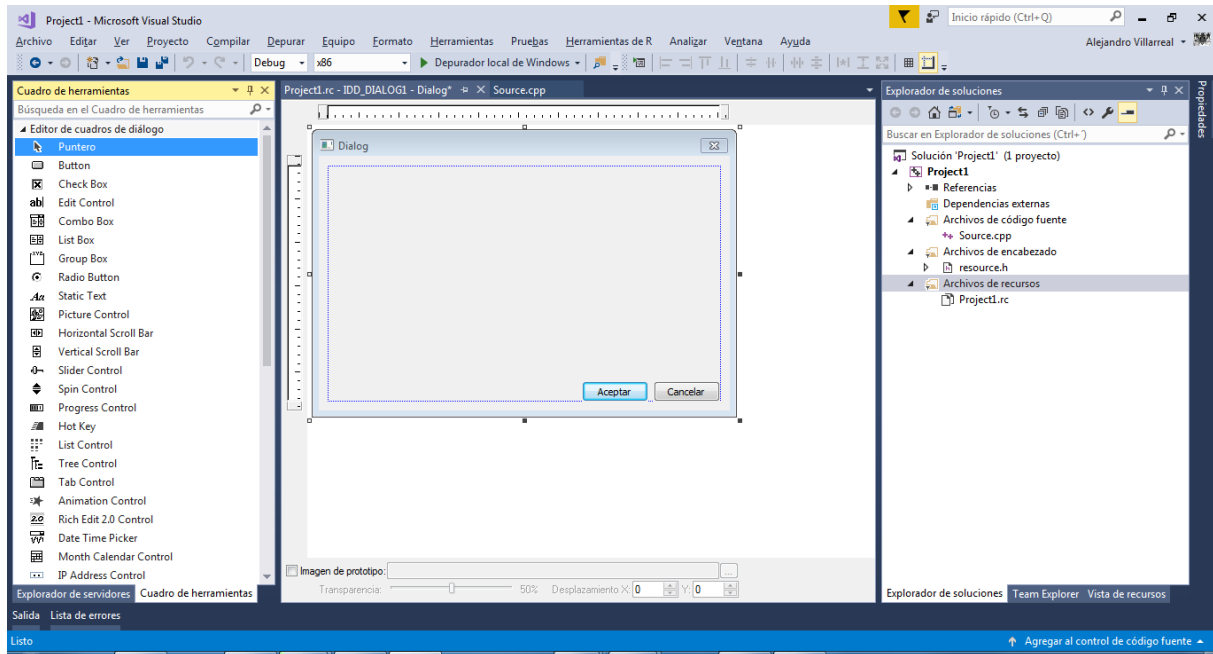 Project1 - Microsoft Visual Studio
Inicio rápido (Ctrl+Q)
Archivo Editar Ver Proyecto Compilar Depurar Equipo Formato Herramientas Pruebas Herramientas de R Analizar Ventana Ayuda
Alejandro Villarreal
Debug x86 Depurador local de Windows
Cuadro de herramientas
Búsqueda en el Cuadro de herramientas
Editor de cuadros de diálogo
Puntero
Button
Check Box
Edit Control
Combo Box
List Box
Group Box
Radio Button
Static Text
Picture Control
Horizontal Scroll Bar
Vertical Scroll Bar
Slider Control
Spin Control
Progress Control
Hot Key
List Control
Tree Control
Tab Control
Animation Control
Rich Edit 2.0 Control
Date Time Picker
Month Calendar Control
IP Address Control
Explorador de servidores Cuadro de herramientas
Project1.rc - IDD_DIALOG1 - Dialog* Source.cpp
Dialog
Aceptar Cancelar
Imagen de prototipo: ...
Transparencia: 50% Desplazamiento X: 0 Y: 0
Explorador de soluciones
Buscar en Explorador de soluciones (Ctrl+´)
Solución 'Project1' (1 proyecto)
Project1
Referencias
Dependencias externas
Archivos de código fuente
Source.cpp
Archivos de encabezado
resource.h
Archivos de recursos
Project1.rc
Explorador de soluciones Team Explorer Vista de recursos
Propiedades
Salida Lista de errores
Listo
Agregar al control de código fuente